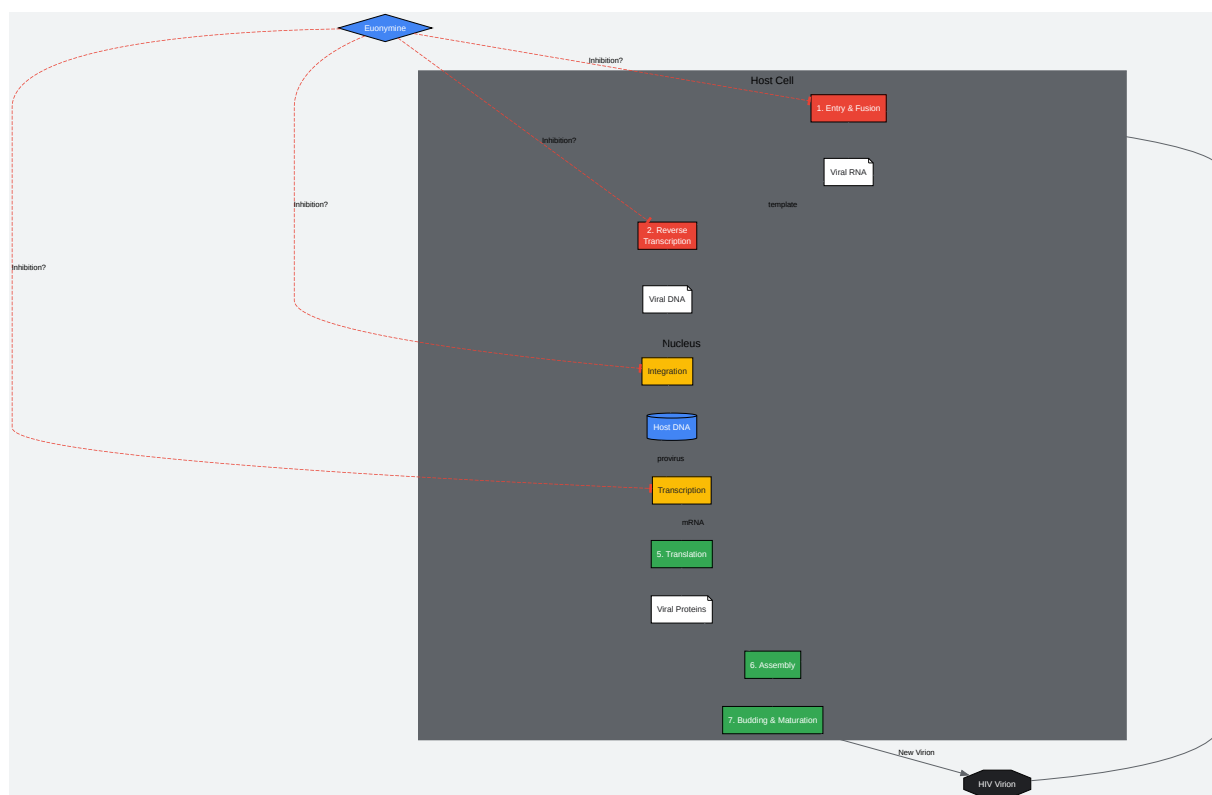 Euonymine
Inhibition?
Host Cell
1. Entry & Fusion
Inhibition?
Viral RNA
Inhibition?
template
2. Reverse
Transcription
Inhibition?
Viral DNA
Nucleus
Integration
Host DNA
provirus
Transcription
mRNA
5. Translation
Viral Proteins
6. Assembly
7. Budding & Maturation
New Virion
HIV Virion